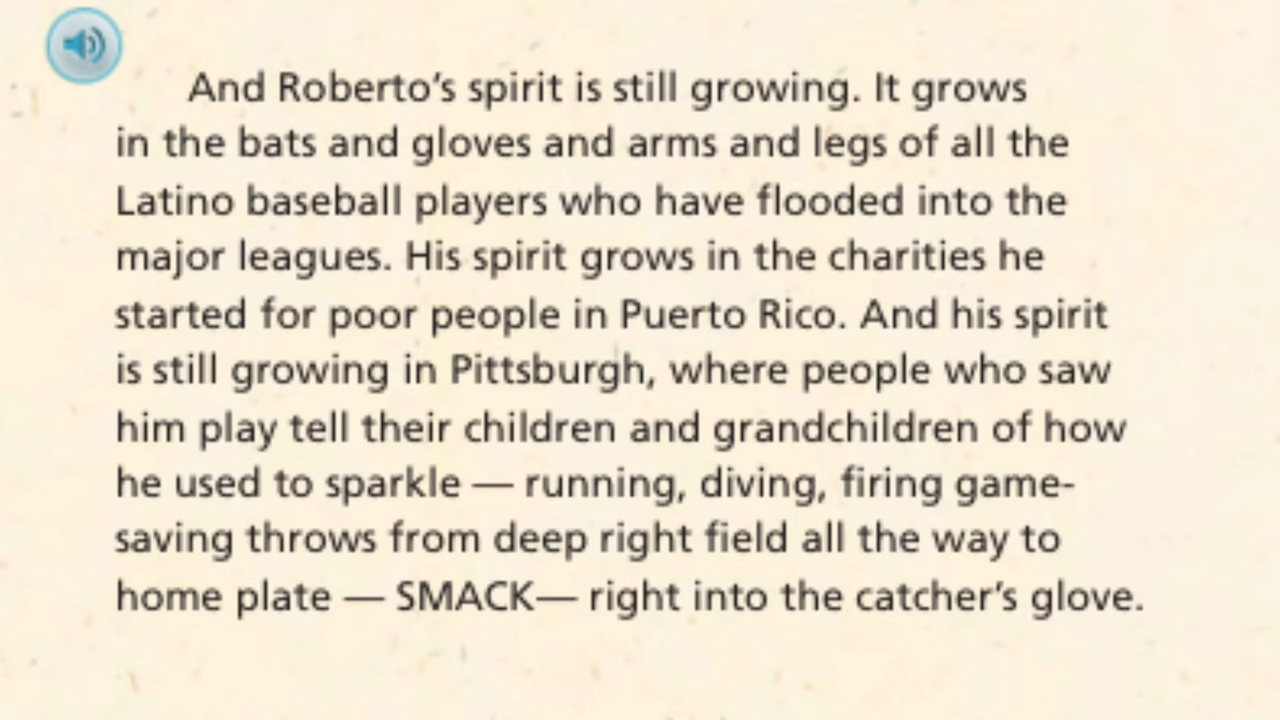 And Roberto’s spirit is still growing. It grows
in the bats and gloves and arms and legs of all the
Latino baseball players who have flooded into the
major leagues. His spirit grows in the charities he
started for poor people in Puerto Rico. And his spirit
is still growing in Pittsburgh, where people who saw
him play tell their children and grandchildren of how
he used to sparkle — running, diving, firing game-
saving throws from deep right field all the way to
home plate — SMACK— right into the catcher’s glove.